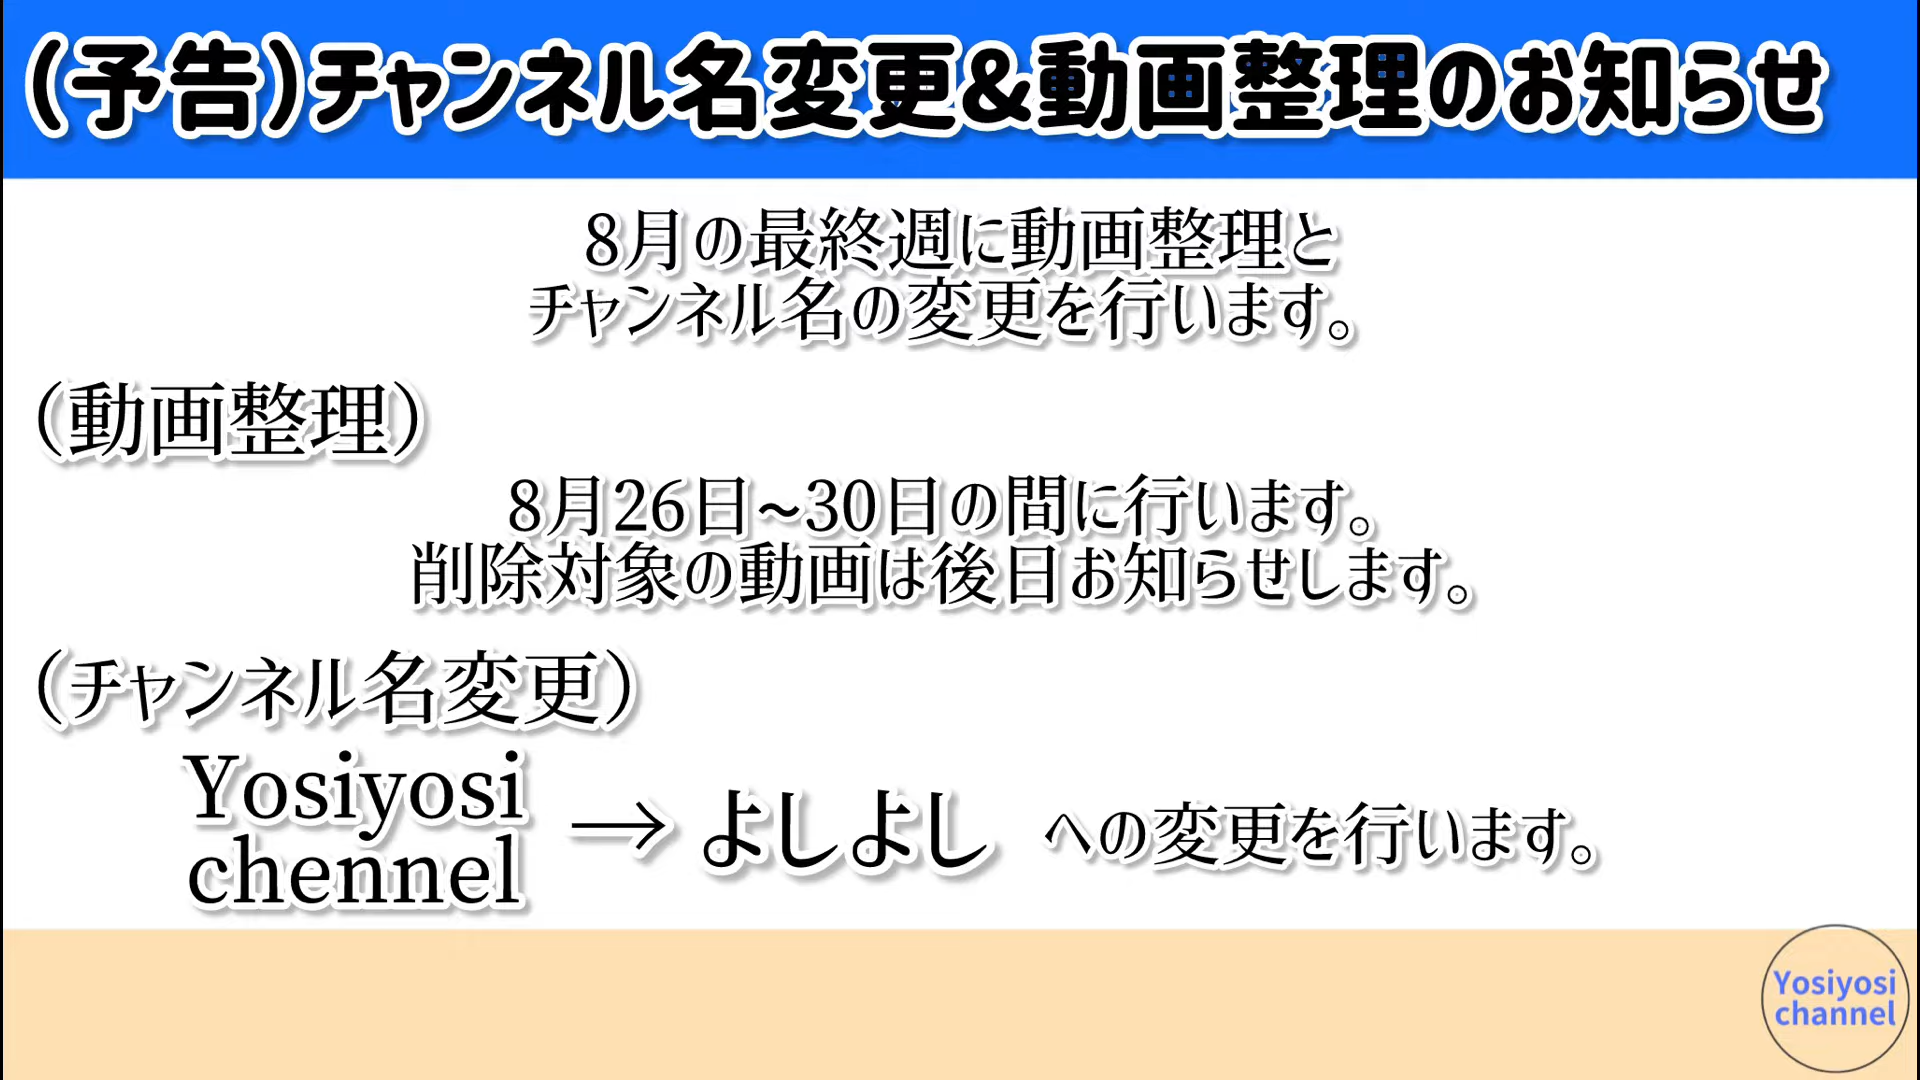 （予告）チャンネル名変更&動画整理のお知らせ
8月の最終週に動画整理と
チャンネル名の変更を行います。
（動画整理）
8月26日~30日の間に行います。
削除対象の動画は後日お知らせします。
（チャンネル名変更）
Yosiyosi
chennel
→ よしよし への変更を行います。
Yosiyosi
channel